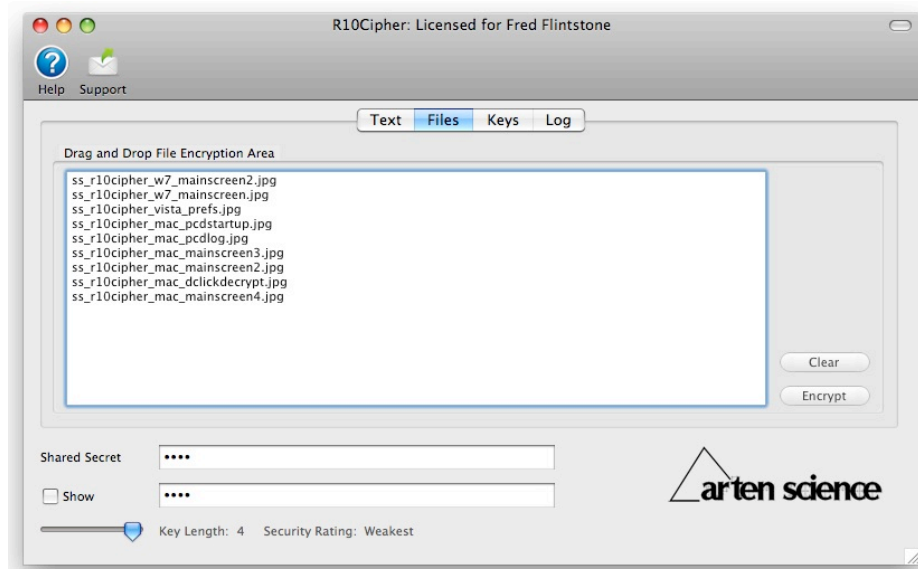 R10Cipher: Licensed for Fred Flintstone
Help Support
Text Files Keys Log
Drag and Drop File Encryption Area
ss_r10cipher_w7_mainscreen2.jpg
ss_r10cipher_w7_mainscreen.jpg
ss_r10cipher_vista_prefs.jpg
ss_r10cipher_mac_pcdstartup.jpg
ss_r10cipher_mac_pcdlog.jpg
ss_r10cipher_mac_mainscreen3.jpg
ss_r10cipher_mac_mainscreen2.jpg
ss_r10cipher_mac_dclickdecrypt.jpg
ss_r10cipher_mac_mainscreen4.jpg
Clear
Encrypt
Shared Secret ••••
Show ••••
arten science
Key Length: 4 Security Rating: Weakest